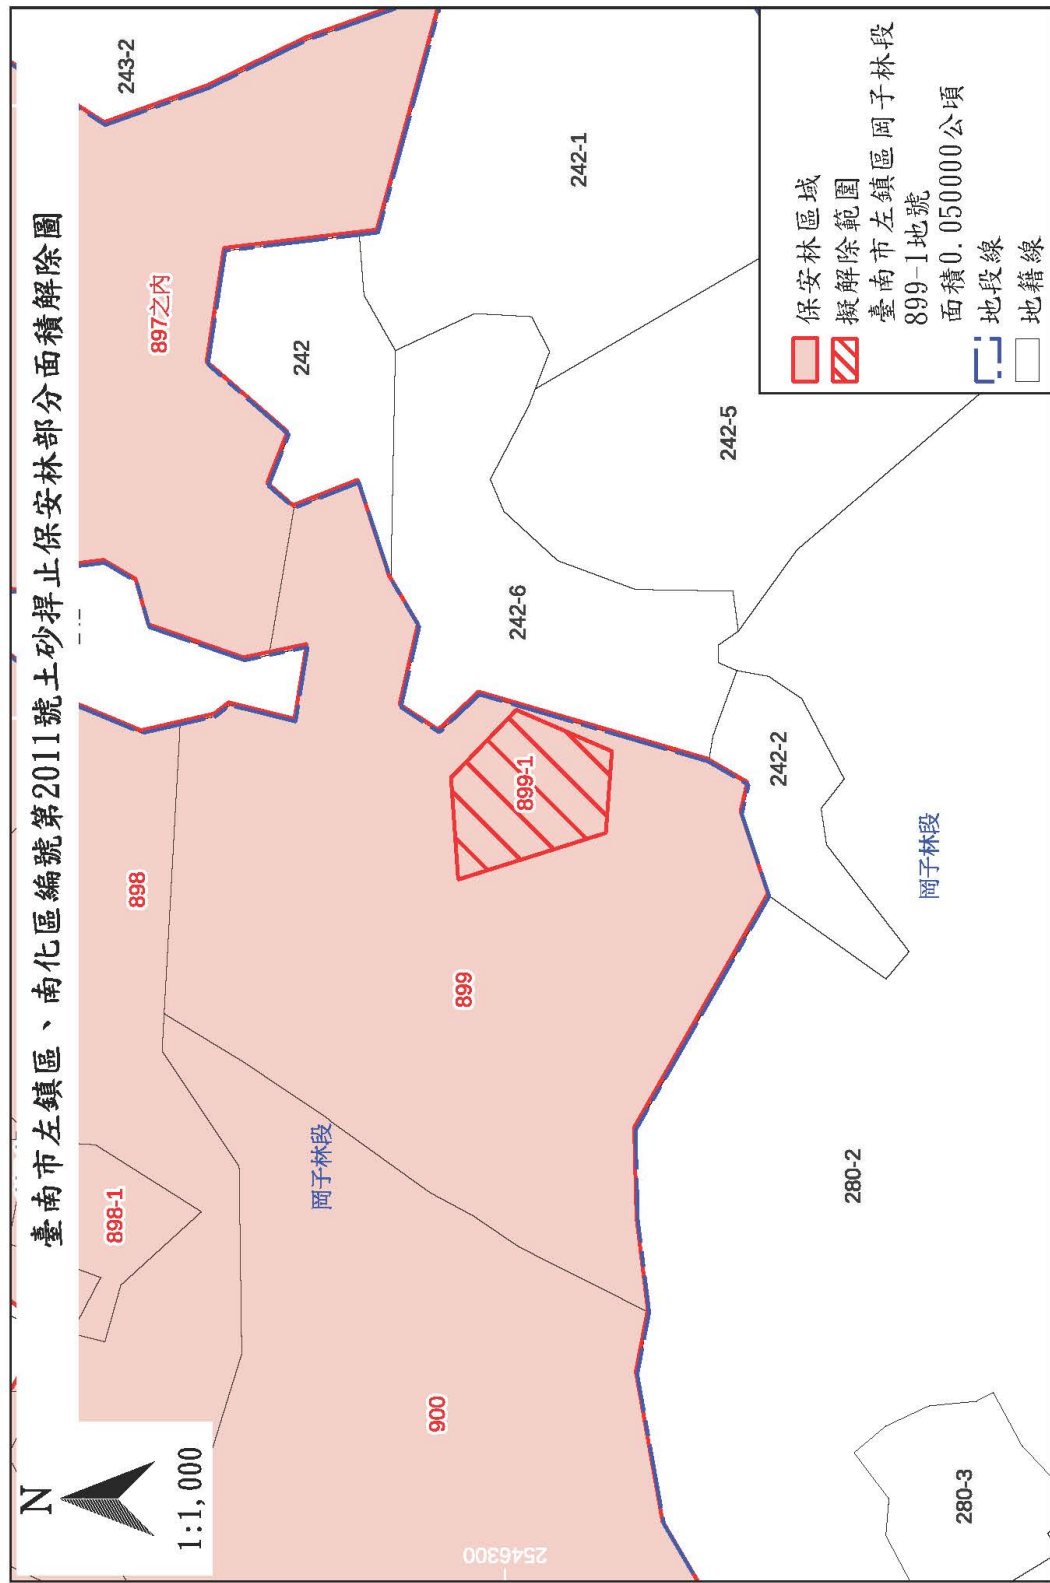 臺南市左鎮區、南化區編號第2011號土砂捍止保安林部分面積解除圖
N
1:1,000
243-2
897之內
898
898-1
242
242-1
岡子林段
899
899-1
242-6
242-5
900
242-2
岡子林段
280-2
280-3
2546300
保安林區域
擬解除範圍
臺南市左鎮區岡子林段
899-1地號
面積0.050000公頃
地段線
地籍線